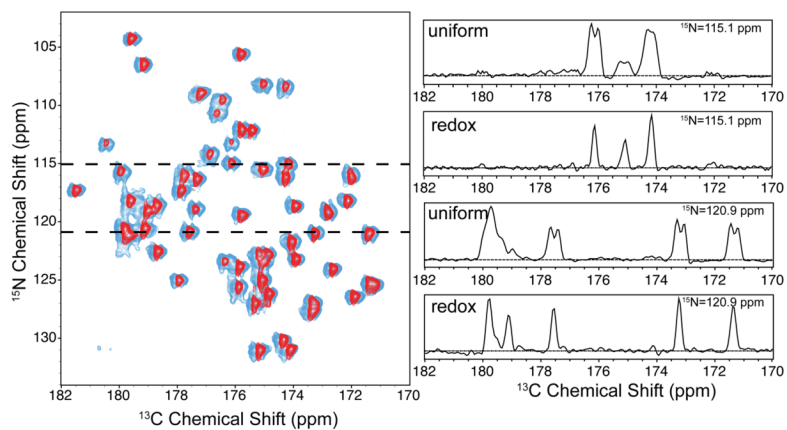 105
110
115
120
125
130
¹⁵N Chemical Shift (ppm)
182 180 178 176 174 172 170
¹³C Chemical Shift (ppm)
uniform ¹⁵N=115.1 ppm
182 180 178 176 174 172 170
redox ¹⁵N=115.1 ppm
182 180 178 176 174 172 170
uniform ¹⁵N=120.9 ppm
182 180 178 176 174 172 170
redox ¹⁵N=120.9 ppm
182 180 178 176 174 172 170
¹³C Chemical Shift (ppm)